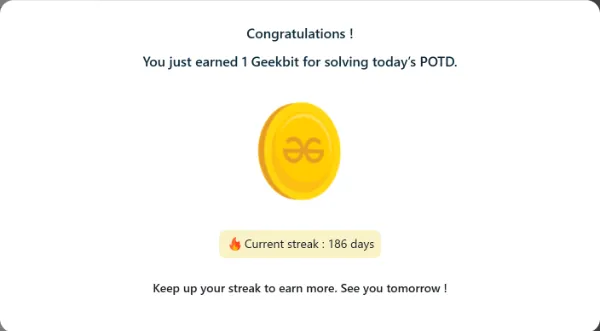 Congratulations !
You just earned 1 Geekbit for solving today’s POTD.
🔥 Current streak : 186 days
Keep up your streak to earn more. See you tomorrow !